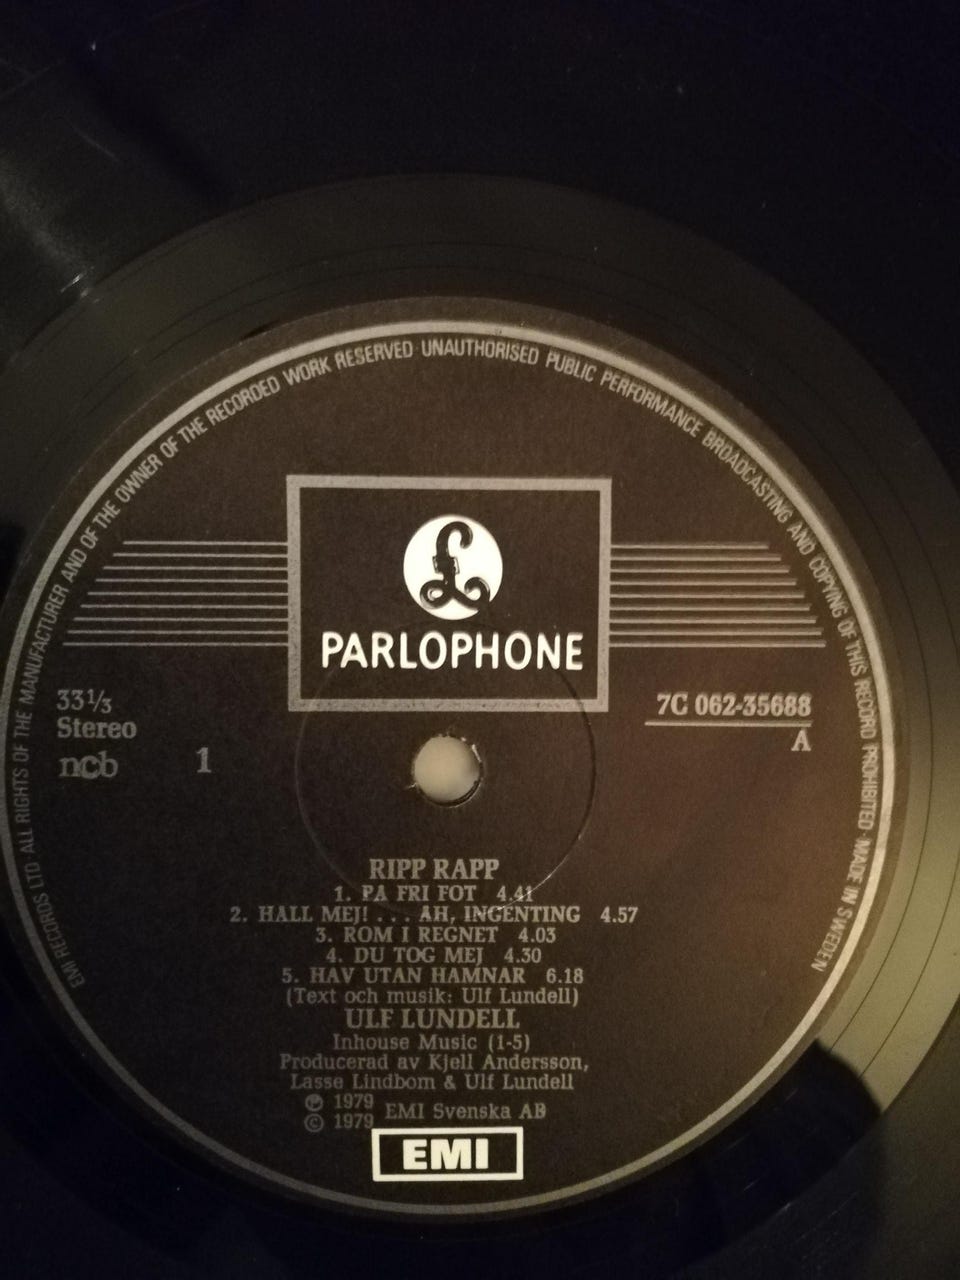 EMI RECORDS LTD · ALL RIGHTS OF THE MANUFACTURER AND OF THE OWNER OF THE RECORDED WORK RESERVED · UNAUTHORISED PUBLIC PERFORMANCE BROADCASTING AND COPYING OF THIS RECORD PROHIBITED · MADE IN SWEDEN
£
PARLOPHONE
33⅓
Stereo
ncb 1
7C 062-35688
A
RIPP RAPP
1. PA FRI FOT 4.41
2. HALL MEJ! . . . AH, INGENTING 4.57
3. ROM I REGNET 4.03
4. DU TOG MEJ 4.30
5. HAV UTAN HAMNAR 6.18
(Text och musik: Ulf Lundell)
ULF LUNDELL
Inhouse Music (1-5)
Producerad av Kjell Andersson,
Lasse Lindbom & Ulf Lundell
℗ 1979
© 1979 EMI Svenska AB
EMI